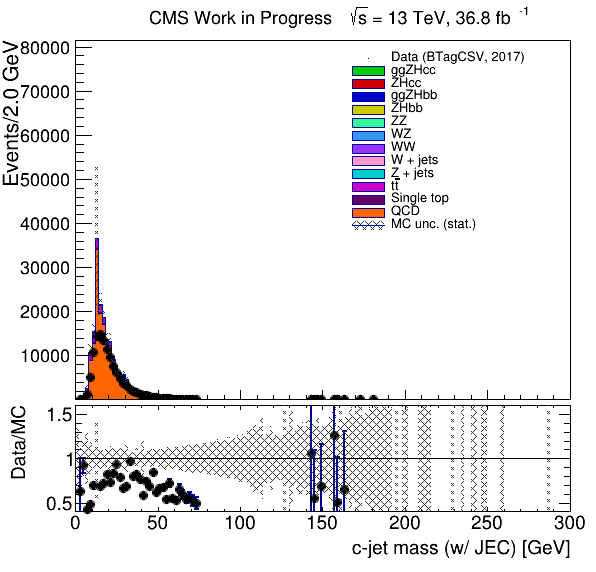 CMS Work in Progress √s = 13 TeV, 36.8 fb⁻¹
Events/2.0 GeV
80000
70000
60000
50000
40000
30000
20000
10000
Data (BTagCSV, 2017)
ggZHcc
ZHcc
ggZHbb
ZHbb
ZZ
WZ
WW
W + jets
Z + jets
tt̄
Single top
QCD
MC unc. (stat.)
Data/MC
1.5
1
0.5
0 50 100 150 200 250 300
c-jet mass (w/ JEC) [GeV]